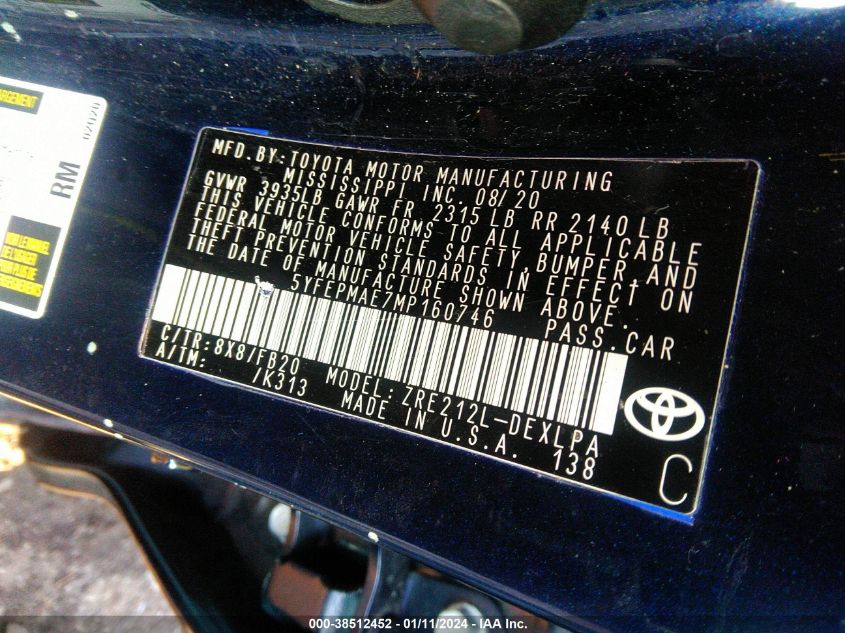 MFD.BY: TOYOTA MOTOR MANUFACTURING
MISSISSIPPI INC. 08/20
GVWR 3935LB GAWR FR 2315 LB RR 2140 LB
THIS VEHICLE CONFORMS TO ALL APPLICABLE
FEDERAL MOTOR VEHICLE SAFETY, BUMPER, AND
THEFT PREVENTION STANDARDS IN EFFECT ON
THE DATE OF MANUFACTURE SHOWN ABOVE.
5YFEPMAE7MP160746 PASS.CAR
C/TR: 8X8/FB20 MODEL: ZRE212L-DEXLPA
A/TM: /K313 MADE IN U.S.A. 138
C
RM
02920
000-38512452 - 01/11/2024 - IAA Inc.